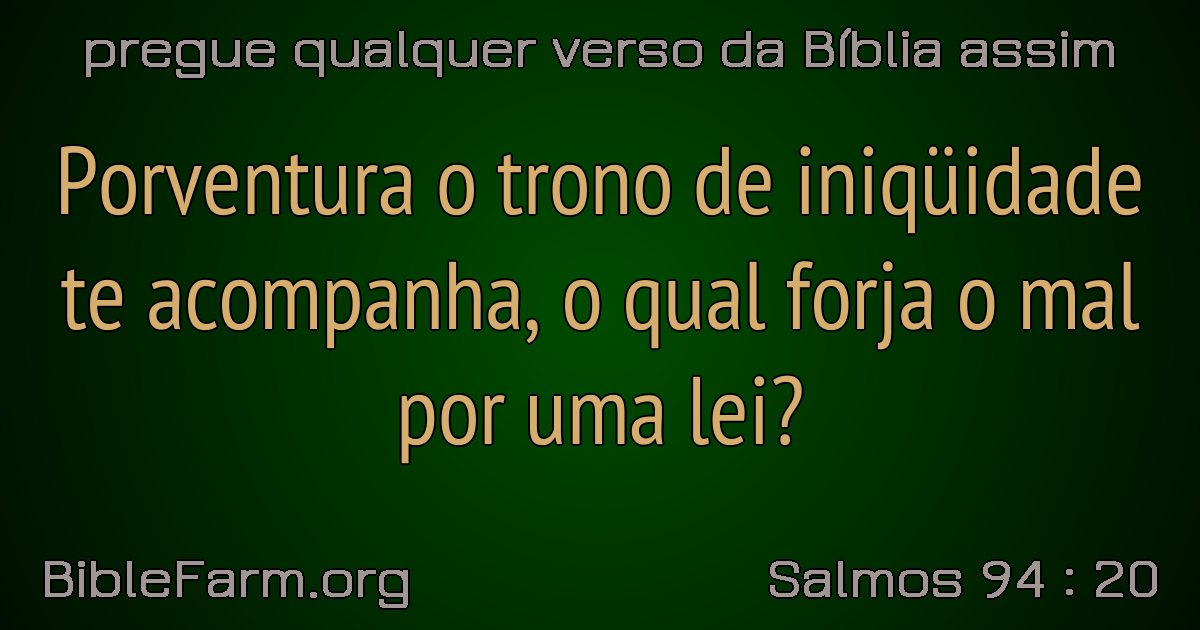 pregue qualquer verso da Bíblia assim
Porventura o trono de iniqüidade
te acompanha, o qual forja o mal
por uma lei?
BibleFarm.org
Salmos 94 : 20